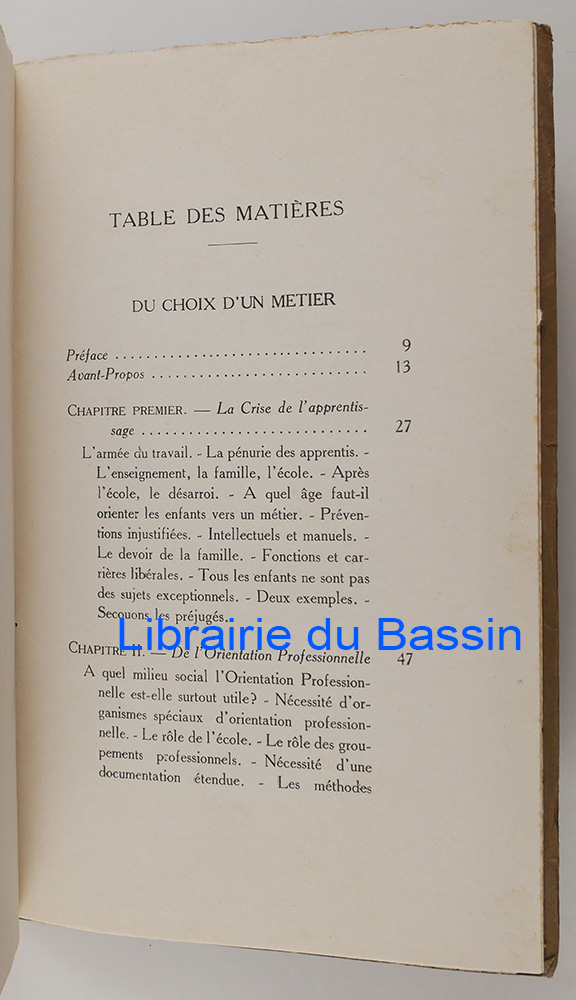 TABLE DES MATIÈRES
DU CHOIX D'UN METIER
Préface ................................. 9
Avant-Propos ............................ 13
CHAPITRE PREMIER. — La Crise de l'apprentis-
sage ............................. 27
L'armée du travail. - La pénurie des apprentis. -
L'enseignement, la famille, l'école. - Après
l'école, le désarroi. - A quel âge faut-il
orienter les enfants vers un métier. - Préven-
tions injustifiées. - Intellectuels et manuels. -
Le devoir de la famille. - Fonctions et car-
rières libérales. - Tous les enfants ne sont pas
des sujets exceptionnels. - Deux exemples. -
Secouons les préjugés.
Librairie du Bassin
CHAPITRE II. — De l'Orientation Professionnelle 47
A quel milieu social l'Orientation Profession-
nelle est-elle surtout utile? - Nécessité d'or-
ganismes spéciaux d'orientation profession-
nelle. - Le rôle de l'école. - Le rôle des grou-
pements professionnels. - Nécessité d'une
documentation étendue. - Les méthodes